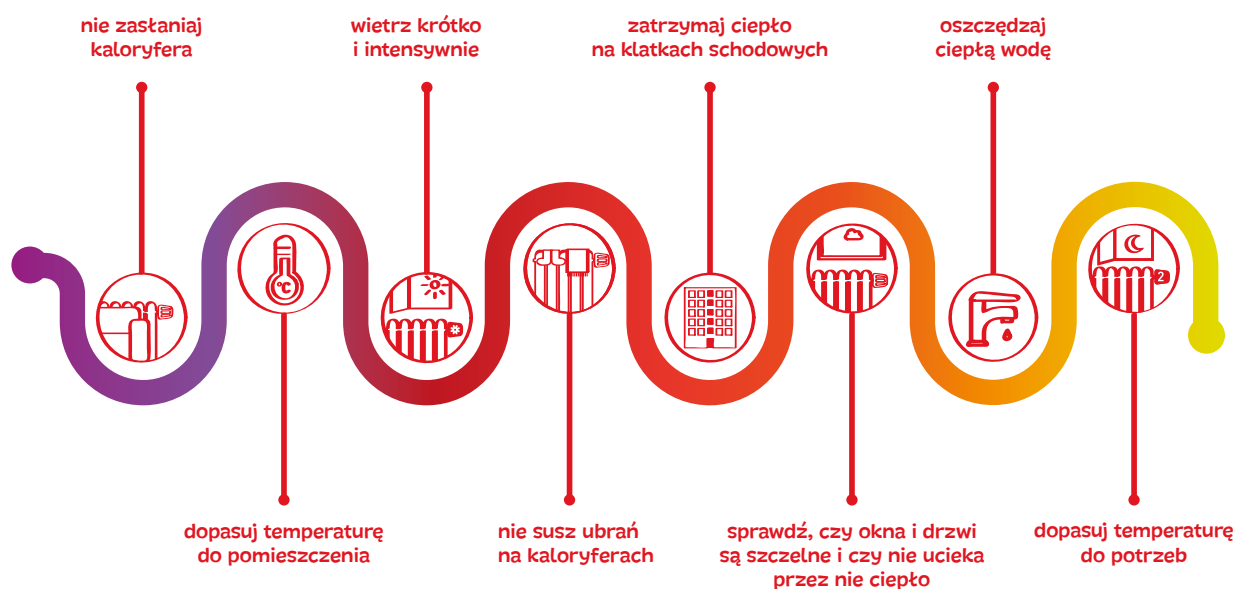 nie zasłaniaj
kaloryfera
wietrz krótko
i intensywnie
zatrzymaj ciepło
na klatkach schodowych
oszczędzaj
ciepłą wodę
°C
2
dopasuj temperaturę
do pomieszczenia
nie susz ubrań
na kaloryferach
sprawdź, czy okna i drzwi
są szczelne i czy nie ucieka
przez nie ciepło
dopasuj temperaturę
do potrzeb